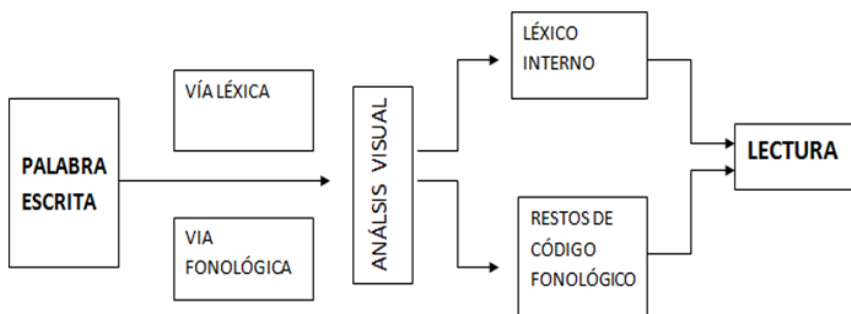 PALABRA
ESCRITA
VÍA LÉXICA
VIA
FONOLÓGICA
ANÁLSIS VISUAL
LÉXICO
INTERNO
RESTOS DE
CÓDIGO
FONOLÓGICO
LECTURA